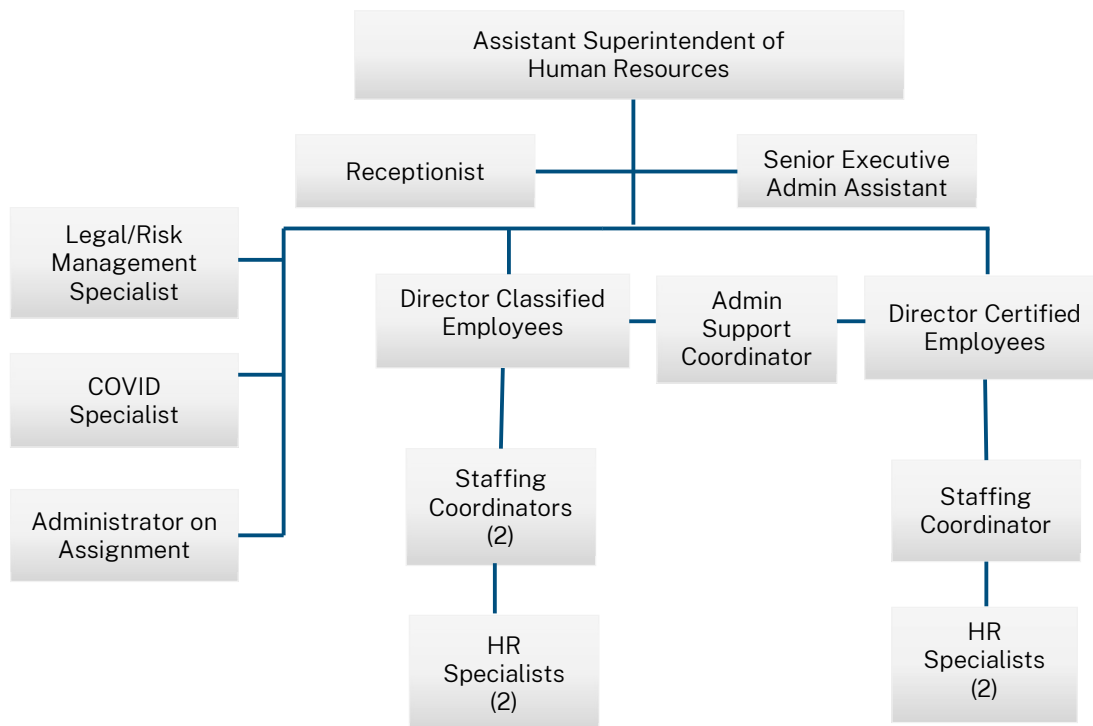 Assistant Superintendent of
Human Resources
Receptionist
Senior Executive
Admin Assistant
Legal/Risk
Management
Specialist
Director Classified
Employees
Admin
Support
Coordinator
Director Certified
Employees
COVID
Specialist
Staffing
Coordinators
(2)
Staffing
Coordinator
Administrator on
Assignment
HR
Specialists
(2)
HR
Specialists
(2)